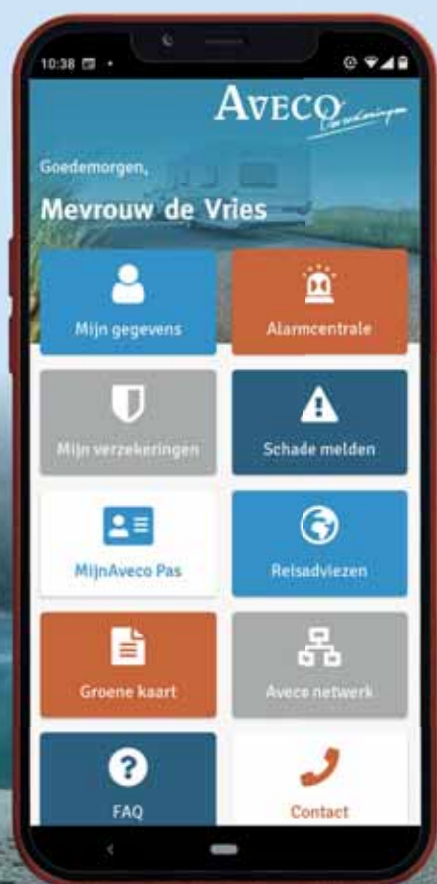 10:38
AVECO
Verzekeringen
Goedemorgen,
Mevrouw de Vries
Mijn gegevens
Alarmcentrale
Mijn verzekeringen
Schade melden
MijnAveco Pas
Reisadviezen
Groene kaart
Aveco netwerk
FAQ
Contact